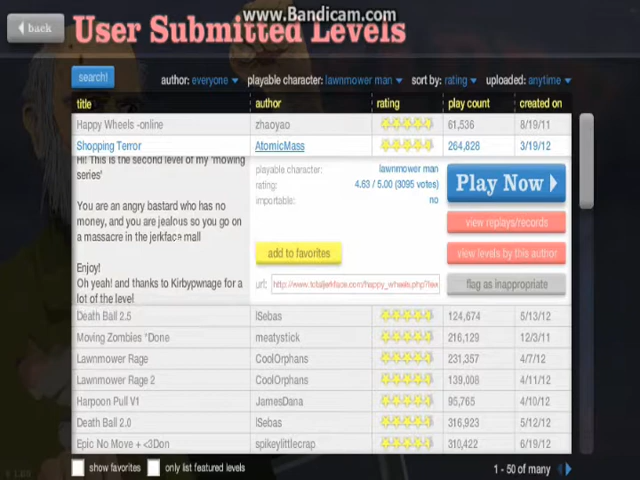 www.Bandicam.com
back
User Submitted Levels
search!
author: everyone playable character: lawnmower man sort by: rating uploaded: anytime
title author rating play count created on
Happy Wheels -online zhaoyao 61,536 8/19/11
Shopping Terror AtomicMass 264,828 3/19/12
Hi! This is the second level of my 'mowing
series'
You are an angry bastard who has no
money, and you are jealous so you go on
a massacre in the jerkface mall
Enjoy!
Oh yeah! and thanks to Kirbypwnage for a
lot of the level
playable character: lawnmower man
rating: 4.63 / 5.00 (3095 votes)
importable: no
add to favorites
url: http://www.totaljerkface.com/happy_wheels.php?lev
Play Now
view replays/records
view levels by this author
flag as inappropriate
Death Ball 2.5 lSebas 124,674 5/13/12
Moving Zombies *Done meatystick 216,129 12/3/11
Lawnmower Rage CoolOrphans 231,357 4/7/12
Lawnmower Rage 2 CoolOrphans 139,008 4/11/12
Harpoon Pull V1 JamesDana 95,765 4/10/12
Death Ball 2.0 lSebas 316,923 5/12/12
Epic No Move + <3Don spikeylittlecrap 310,422 6/19/12
show favorites only list featured levels 1 - 50 of many